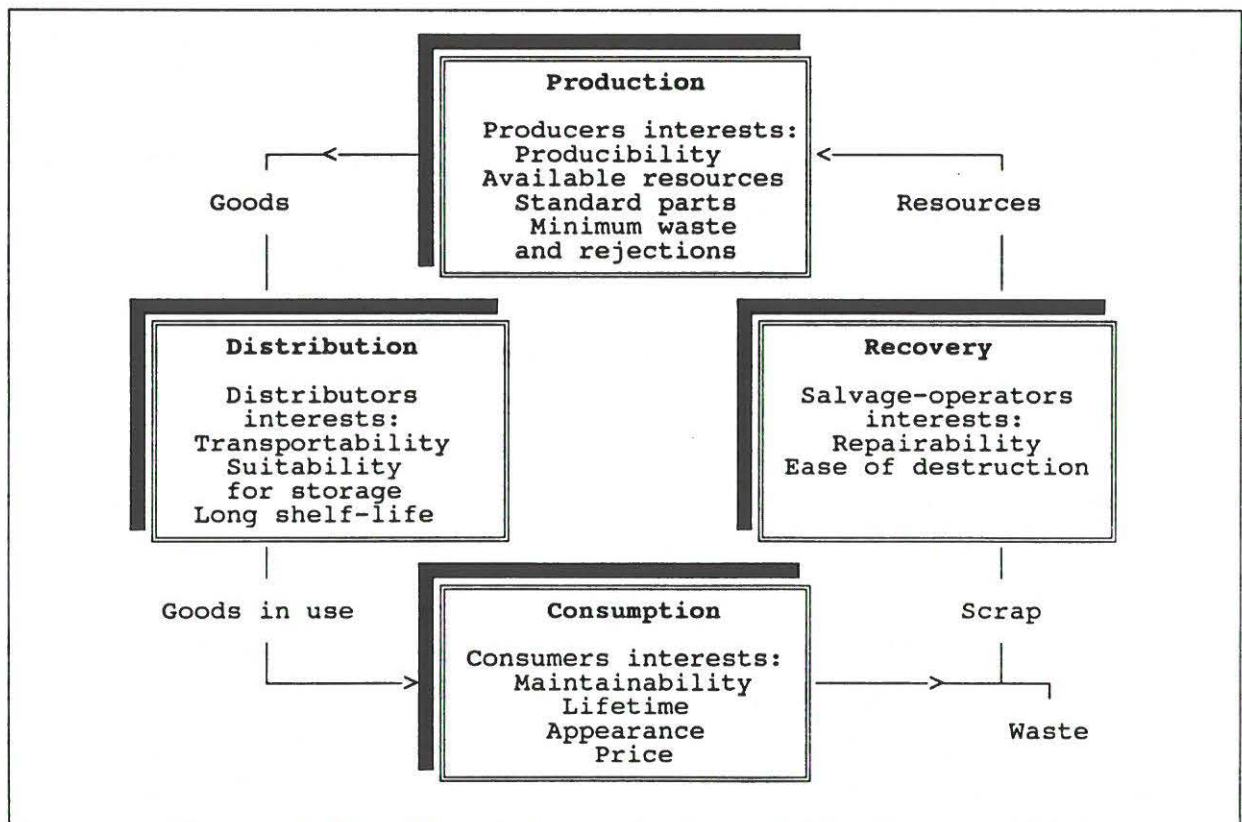 Production
Producers interests:
Producibility
Available resources
Standard parts
Minimum waste
and rejections
Goods
Resources
Distribution
Distributors
interests:
Transportability
Suitability
for storage
Long shelf-life
Recovery
Salvage-operators
interests:
Repairability
Ease of destruction
Goods in use
Consumption
Consumers interests:
Maintainability
Lifetime
Appearance
Price
Scrap
Waste